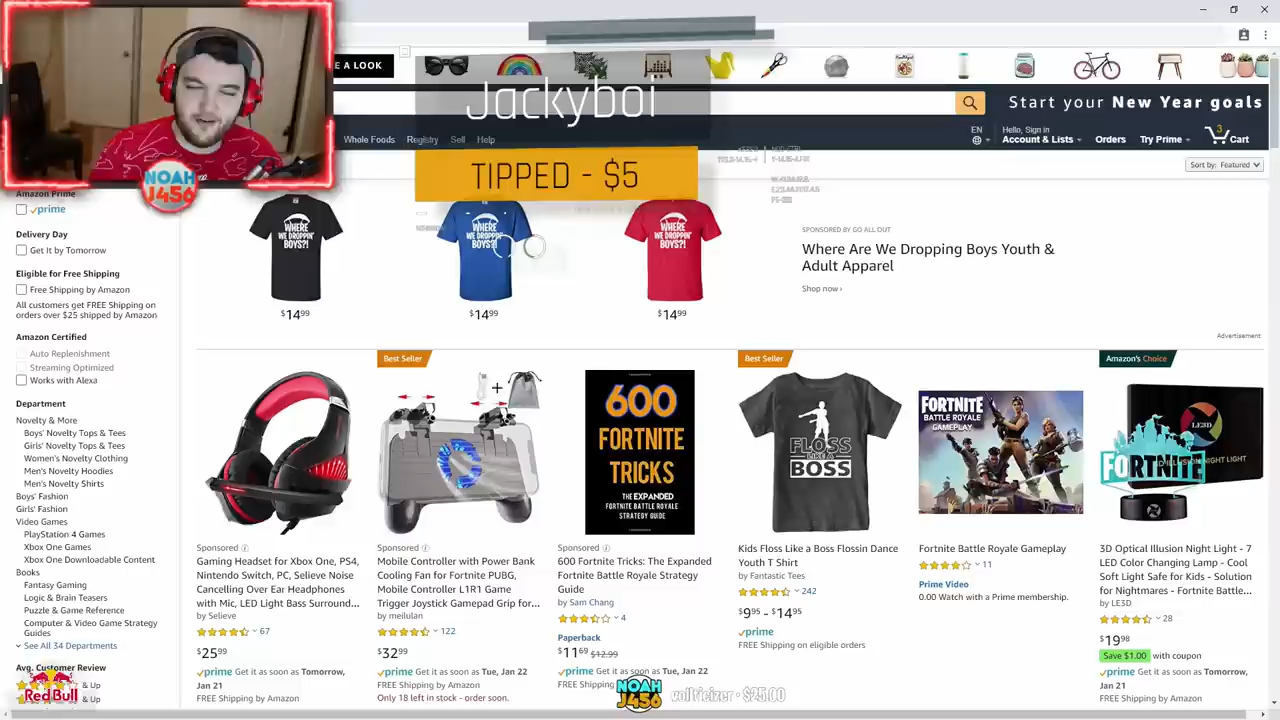 E A LOOK
Jackyboi
TIPPED - $5
Start your New Year goals
Whole Foods Registry Sell Help
EN
Hello, Sign in
Account & Lists
Orders
Try Prime
3
Cart
Sort by: Featured
NOAH
J456
Amazon Prime
prime
Delivery Day
Get It by Tomorrow
Eligible for Free Shipping
Free Shipping by Amazon
All customers get FREE Shipping on
orders over $25 shipped by Amazon
Amazon Certified
Auto Replenishment
Streaming Optimized
Works with Alexa
Department
Novelty & More
Boys' Novelty Tops & Tees
Girls' Novelty Tops & Tees
Women's Novelty Clothing
Men's Novelty Hoodies
Men's Novelty Shirts
Boys' Fashion
Girls' Fashion
Video Games
PlayStation 4 Games
Xbox One Games
Xbox One Downloadable Content
Books
Fantasy Gaming
Logic & Brain Teasers
Puzzle & Game Reference
Computer & Video Game Strategy
Guides
See All 34 Departments
Avg. Customer Review
& Up
& Up
Red Bull
WHERE
WE DROPPIN'
BOYS?!
$14.99
WHERE
WE DROPPIN'
BOYS?!
$14.99
WHERE
WE DROPPIN'
BOYS?!
$14.99
SPONSORED BY GO ALL OUT
Where Are We Dropping Boys Youth &
Adult Apparel
Shop now ›
Advertisement
Sponsored
Gaming Headset for Xbox One, PS4,
Nintendo Switch, PC, Selieve Noise
Cancelling Over Ear Headphones
with Mic, LED Light Bass Surround...
by Selieve
67
$25.99
prime Get it as soon as Tomorrow,
Jan 21
FREE Shipping by Amazon
Best Seller
Sponsored
Mobile Controller with Power Bank
Cooling Fan for Fortnite PUBG,
Mobile Controller L1R1 Game
Trigger Joystick Gamepad Grip for...
by meilulan
122
$32.99
prime Get it as soon as Tue, Jan 22
FREE Shipping by Amazon
Only 18 left in stock - order soon.
600
FORTNITE
TRICKS
THE EXPANDED
FORTNITE BATTLE ROYALE
STRATEGY GUIDE
Sponsored
600 Fortnite Tricks: The Expanded
Fortnite Battle Royale Strategy
Guide
by Sam Chang
4
Paperback
$11.69 $12.99
prime Get it as soon as Tue, Jan 22
FREE Shipping
Best Seller
FLOSS
LIKE A
BOSS
Kids Floss Like a Boss Flossin Dance
Youth T Shirt
by Fantastic Tees
242
$9.95 - $14.95
prime
FREE Shipping on eligible orders
FORTNITE
BATTLE ROYALE
GAMEPLAY
Fortnite Battle Royale Gameplay
11
Prime Video
0.00 Watch with a Prime membership.
Amazon's Choice
LE3D
NIGHT LIGHT
3D Optical Illusion Night Light - 7
LED Color Changing Lamp - Cool
Soft Light Safe for Kids - Solution
for Nightmares - Fortnite Battle...
by LE3D
28
$19.98
Save $1.00 with coupon
prime Get it as soon as Tomorrow,
Jan 21
FREE Shipping by Amazon
NOAH
J456
$25.00